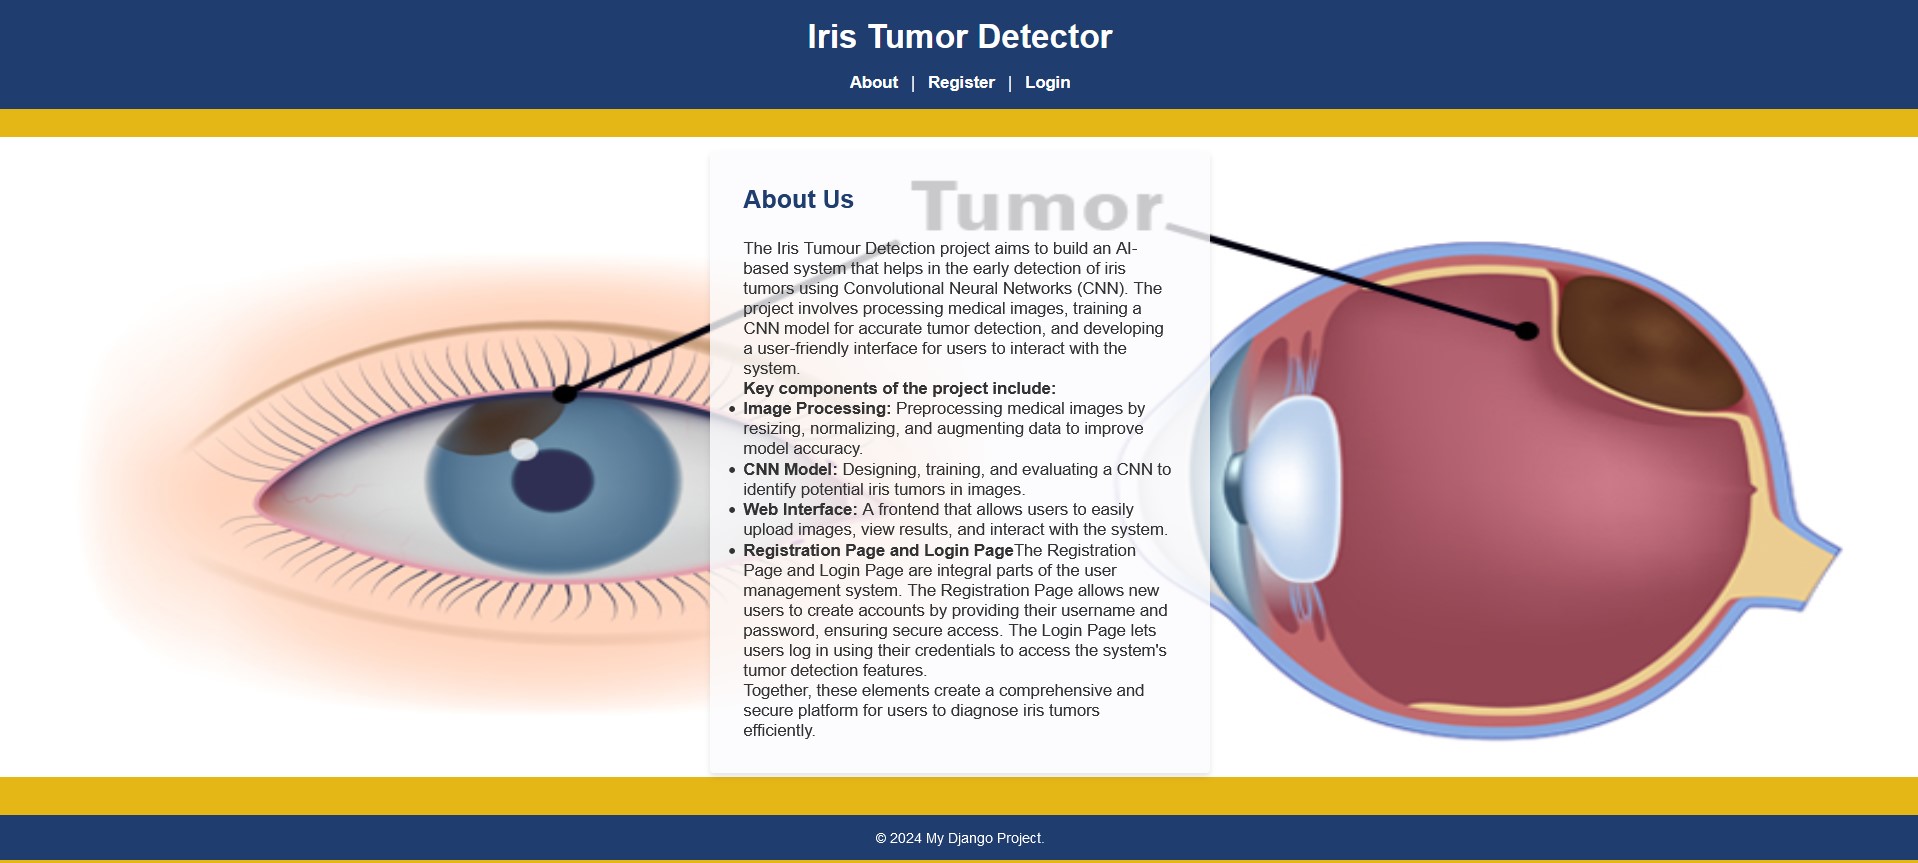 Iris Tumor Detector
About | Register | Login
Tumor
About Us
The Iris Tumour Detection project aims to build an AI-
based system that helps in the early detection of iris
tumors using Convolutional Neural Networks (CNN). The
project involves processing medical images, training a
CNN model for accurate tumor detection, and developing
a user-friendly interface for users to interact with the
system.
Key components of the project include:
• Image Processing: Preprocessing medical images by
resizing, normalizing, and augmenting data to improve
model accuracy.
• CNN Model: Designing, training, and evaluating a CNN to
identify potential iris tumors in images.
• Web Interface: A frontend that allows users to easily
upload images, view results, and interact with the system.
• Registration Page and Login PageThe Registration
Page and Login Page are integral parts of the user
management system. The Registration Page allows new
users to create accounts by providing their username and
password, ensuring secure access. The Login Page lets
users log in using their credentials to access the system's
tumor detection features.
Together, these elements create a comprehensive and
secure platform for users to diagnose iris tumors
efficiently.
© 2024 My Django Project.